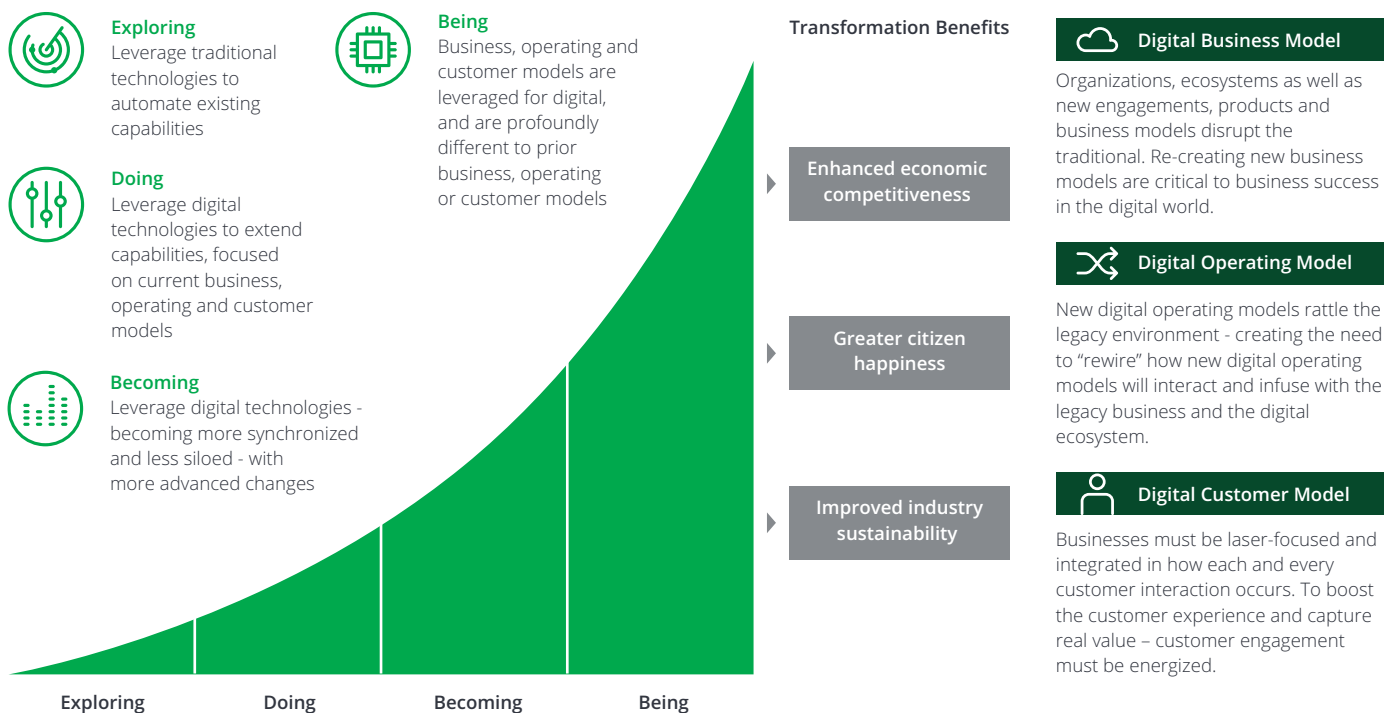 Exploring
Leverage traditional
technologies to
automate existing
capabilities
Doing
Leverage digital
technologies to extend
capabilities, focused
on current business,
operating and customer
models
Becoming
Leverage digital technologies -
becoming more synchronized
and less siloed - with
more advanced changes
Being
Business, operating and
customer models are
leveraged for digital,
and are profoundly
different to prior
business, operating
or customer models
Exploring
Doing
Becoming
Being
Transformation Benefits
Enhanced economic
competitiveness
Greater citizen
happiness
Improved industry
sustainability
Digital Business Model
Organizations, ecosystems as well as
new engagements, products and
business models disrupt the
traditional. Re-creating new business
models are critical to business success
in the digital world.
Digital Operating Model
New digital operating models rattle the
legacy environment - creating the need
to “rewire” how new digital operating
models will interact and infuse with the
legacy business and the digital
ecosystem.
Digital Customer Model
Businesses must be laser-focused and
integrated in how each and every
customer interaction occurs. To boost
the customer experience and capture
real value – customer engagement
must be energized.